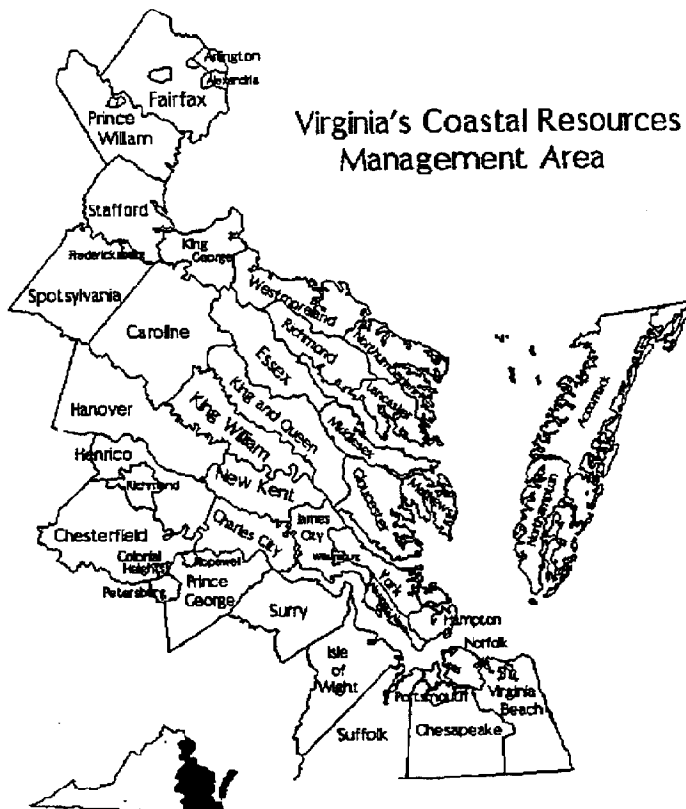 Virginia's Coastal Resources
Management Area
Arlington
Alexandria
Fairfax
Prince
William
Stafford
King
George
Fredericksburg
Spotsylvania
Westmoreland
Caroline
Richmond
Northumberland
Essex
Lancaster
Accomack
Hanover
King and Queen
King William
Middlesex
Henrico
Richmond
New Kent
Gloucester
Mathews
Northampton
Chesterfield
Charles
City
James
City
Colonial
Heights
Hopewell
York
Petersburg
Prince
George
Surry
Hampton
Norfolk
Isle
of
Wight
Portsmouth
Virginia
Beach
Suffolk
Chesapeake